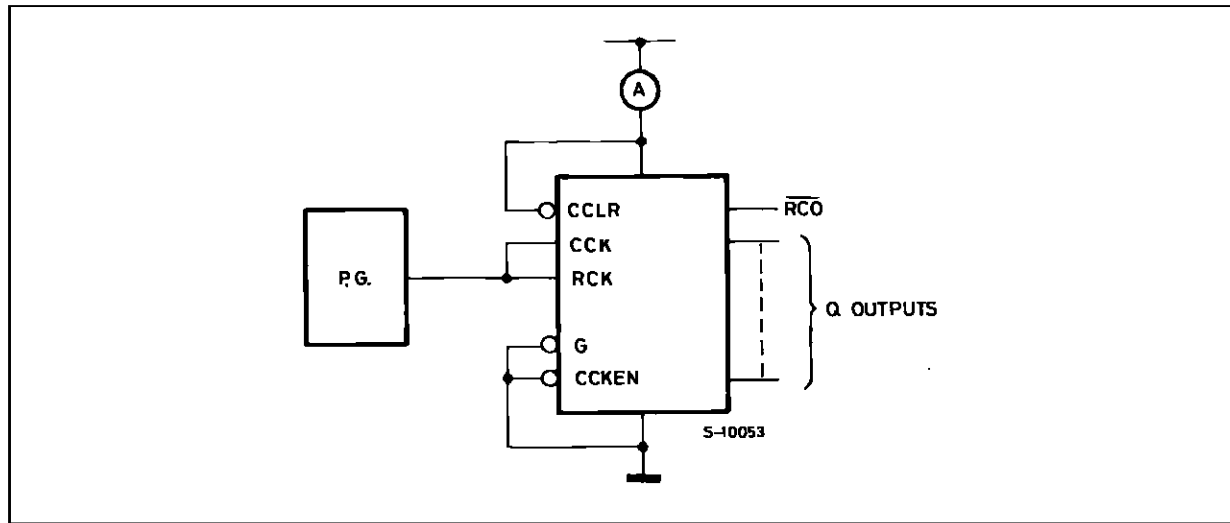 A
CCLR
RCO
CCK
P.G.
RCK
Q OUTPUTS
G
CCKEN
S-10053